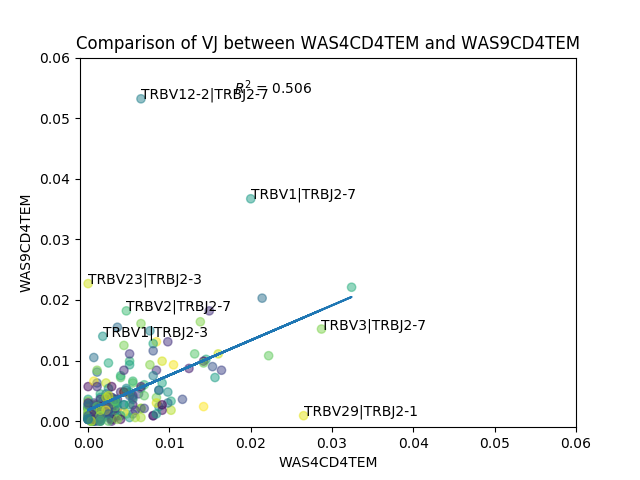 Comparison of VJ between WAS4CD4TEM and WAS9CD4TEM
0.06
R² = 0.506
TRBV12-2|TRBJ2-7
0.05
0.04
TRBV1|TRBJ2-7
0.03
WAS9CD4TEM
TRBV23|TRBJ2-3
0.02
TRBV2|TRBJ2-7
TRBV3|TRBJ2-7
TRBV1|TRBJ2-3
0.01
TRBV29|TRBJ2-1
0.00
0.00 0.01 0.02 0.03 0.04 0.05 0.06
WAS4CD4TEM